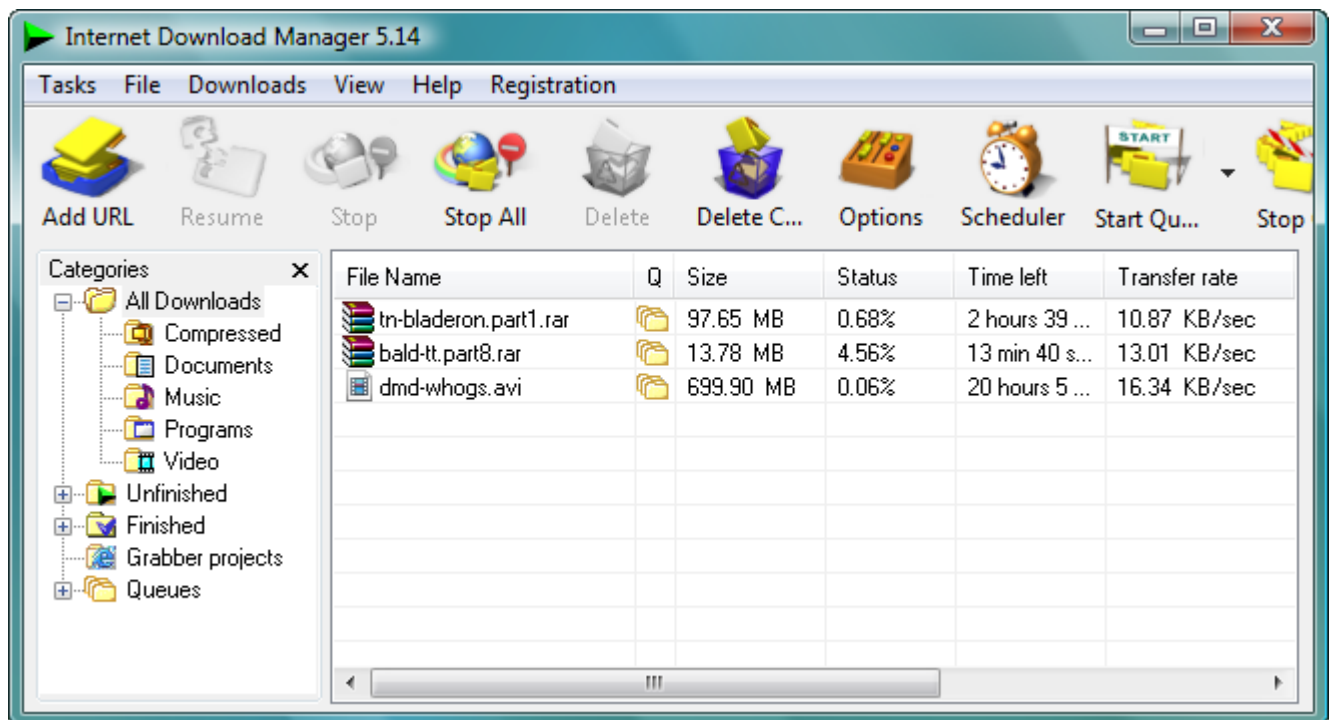 Internet Download Manager 5.14
Tasks File Downloads View Help Registration
START
Add URL Resume Stop Stop All Delete Delete C... Options Scheduler Start Qu... Stop
Categories
All Downloads
Compressed
Documents
Music
Programs
Video
Unfinished
Finished
Grabber projects
Queues
File Name Q Size Status Time left Transfer rate
tn-bladeron.part1.rar 97.65 MB 0.68% 2 hours 39 ... 10.87 KB/sec
bald-tt.part8.rar 13.78 MB 4.56% 13 min 40 s... 13.01 KB/sec
dmd-whogs.avi 699.90 MB 0.06% 20 hours 5 ... 16.34 KB/sec